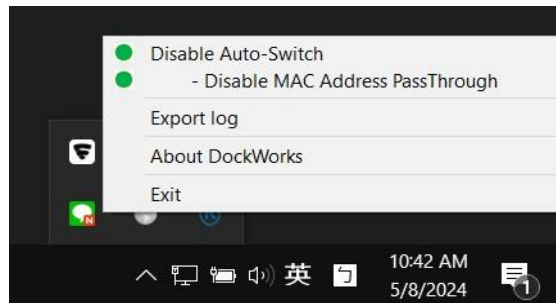 Disable Auto-Switch
- Disable MAC Address PassThrough
Export log
About DockWorks
Exit
N
英
ㄅ
10:42 AM
5/8/2024
1